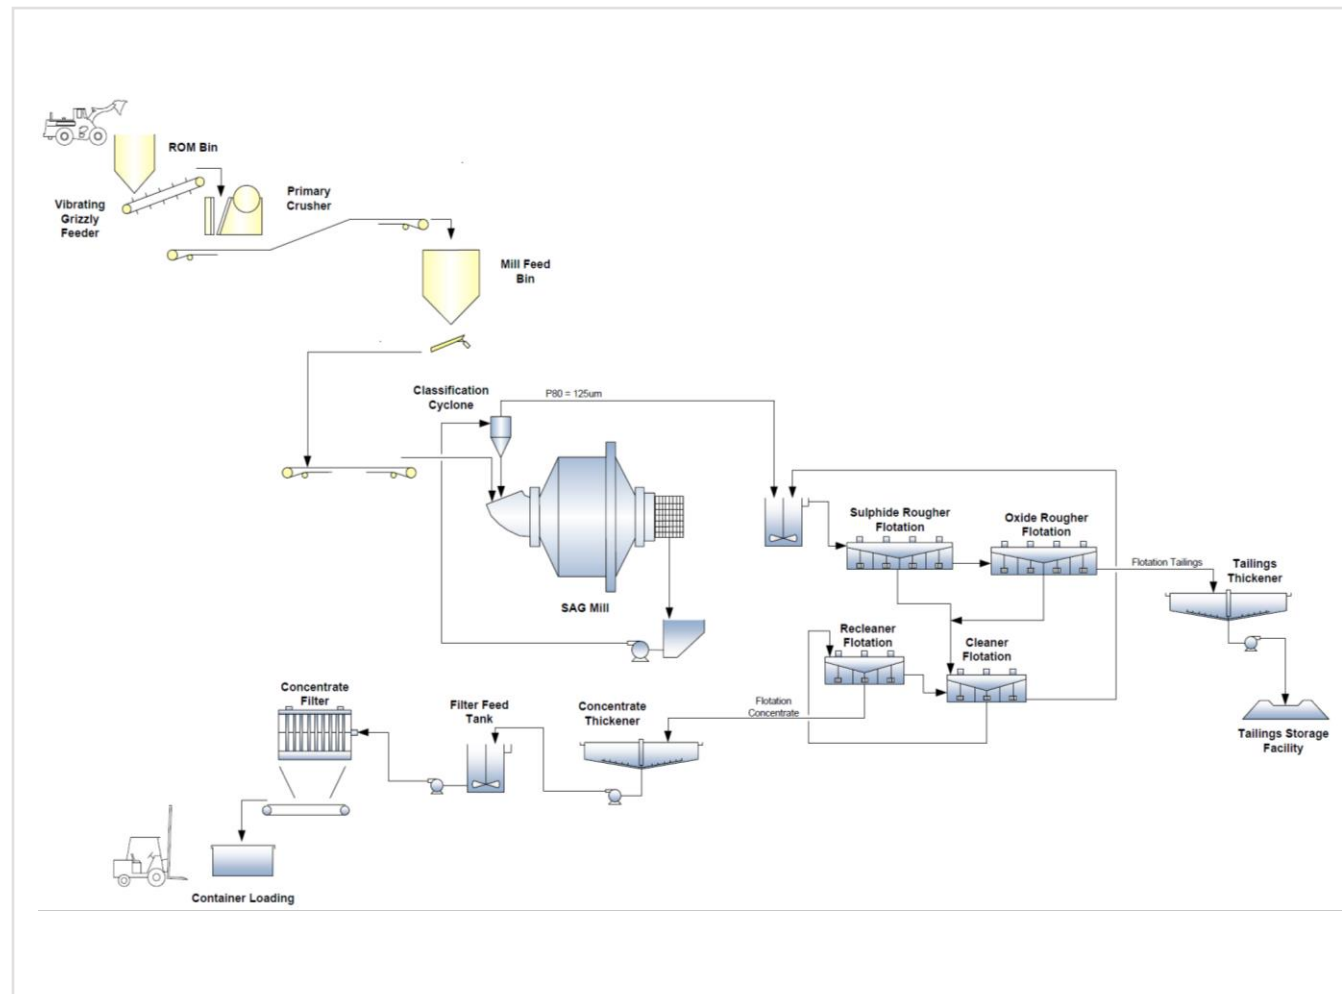 ROM Bin
Vibrating
Grizzly
Feeder
Primary
Crusher
Mill Feed
Bin
Classification
Cyclone
P80 = 125um
SAG Mill
Sulphide Rougher
Flotation
Oxide Rougher
Flotation
Flotation Tailings
Tailings
Thickener
Recleaner
Flotation
Cleaner
Flotation
Flotation
Concentrate
Concentrate
Filter
Filter Feed
Tank
Concentrate
Thickener
Tailings Storage
Facility
Container Loading